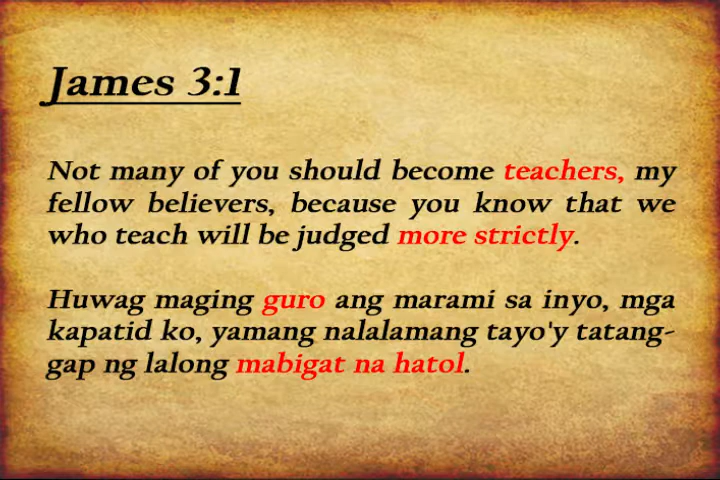 James 3:1
Not many of you should become teachers, my
fellow believers, because you know that we
who teach will be judged more strictly.
Huwag maging guro ang marami sa inyo, mga
kapatid ko, yamang nalalamang tayo'y tatang-
gap ng lalong mabigat na hatol.